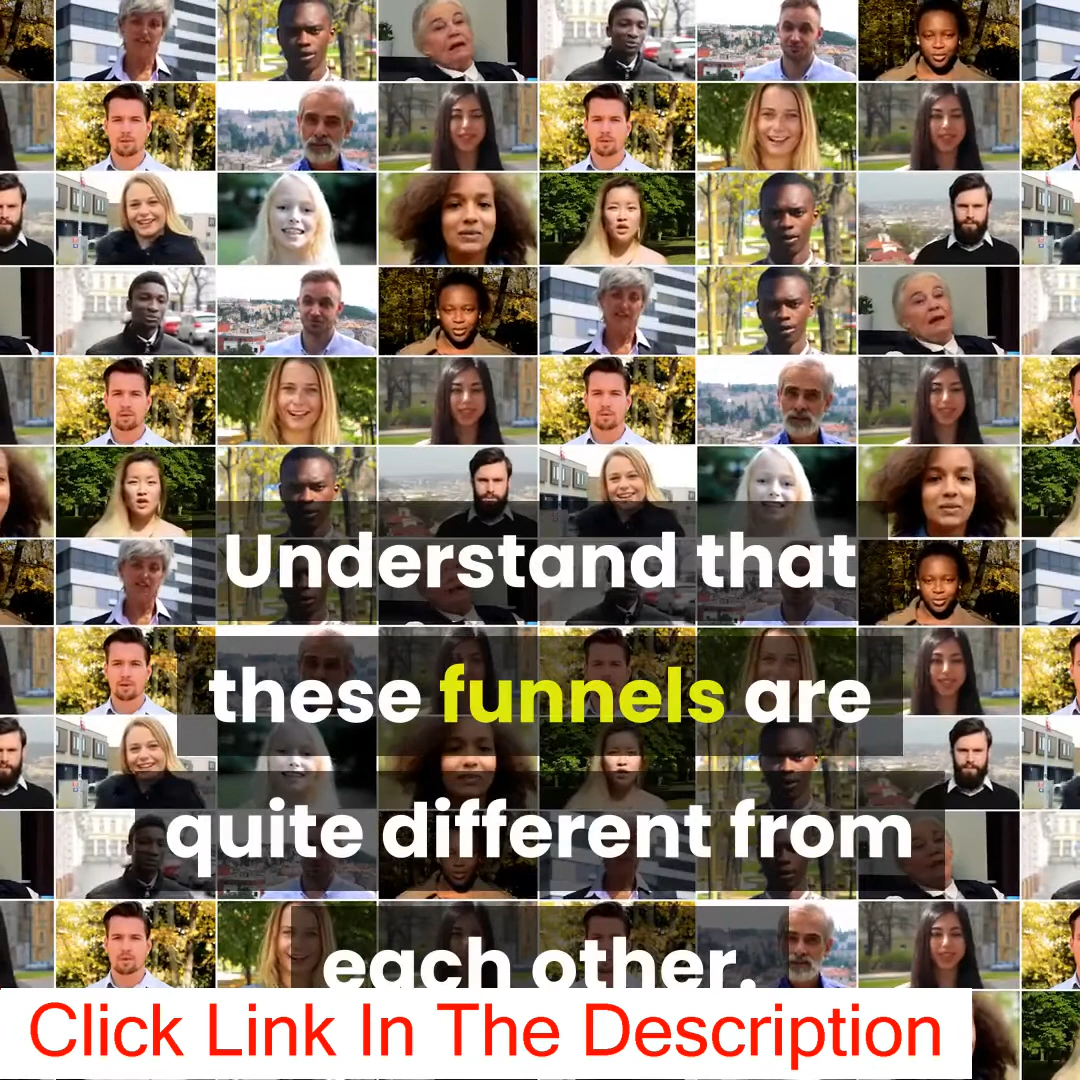 Understand that
these funnels are
quite different from
each other.
Click Link In The Description